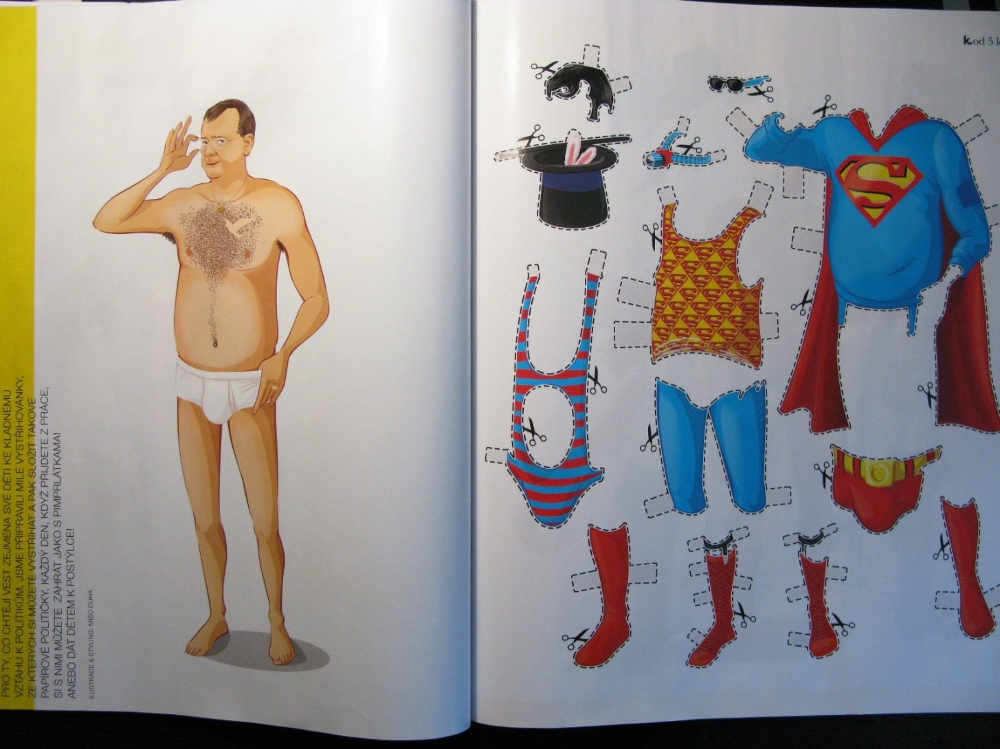 PRO TY, CO CHTĚJÍ VÉST ZEJMÉNA SVÉ DĚTI KE KLADNÉMU
VZTAHU K POLITIKŮM, JSME PŘIPRAVILI MILÉ VYSTŘIHOVÁNKY,
ZE KTERÝCH SI MŮŽETE VYSTŘÍHAT A PAK SLOŽIT TAKOVÉ
PAPÍROVÉ POLITIČKY. KAŽDÝ DEN, KDYŽ PŘIJDETE Z PRÁCE,
SI S NIMI MŮŽETE ZAHRÁT JAKO S PIMPRLÁTKAMA!
ANEBO DÁT DĚTEM K POSTÝLCE!
ILUSTRACE & STYLING: MIŠO DUHA
k.od 5 le
S